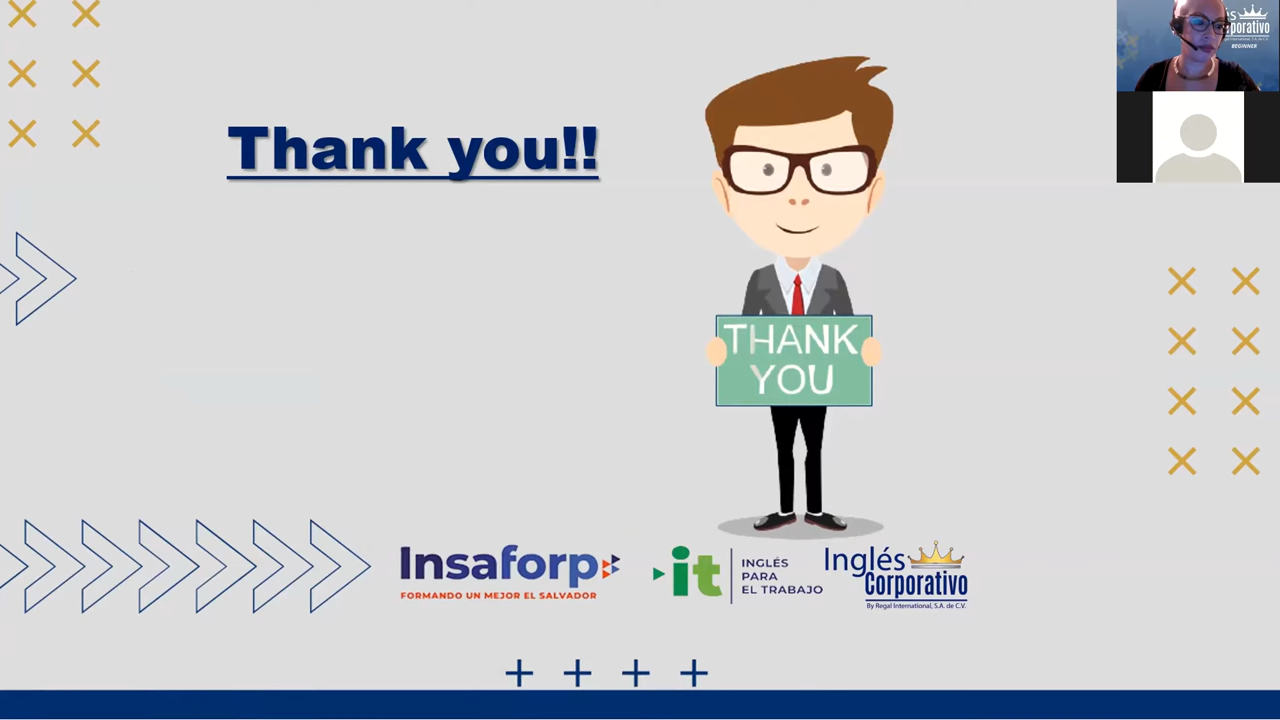 Thank you!!
THANK
YOU
Insaforp
FORMANDO UN MEJOR EL SALVADOR
it
INGLÉS
PARA
EL TRABAJO
Inglés
Corporativo
By Regal International, S.A. de C.V.
BEGINNER